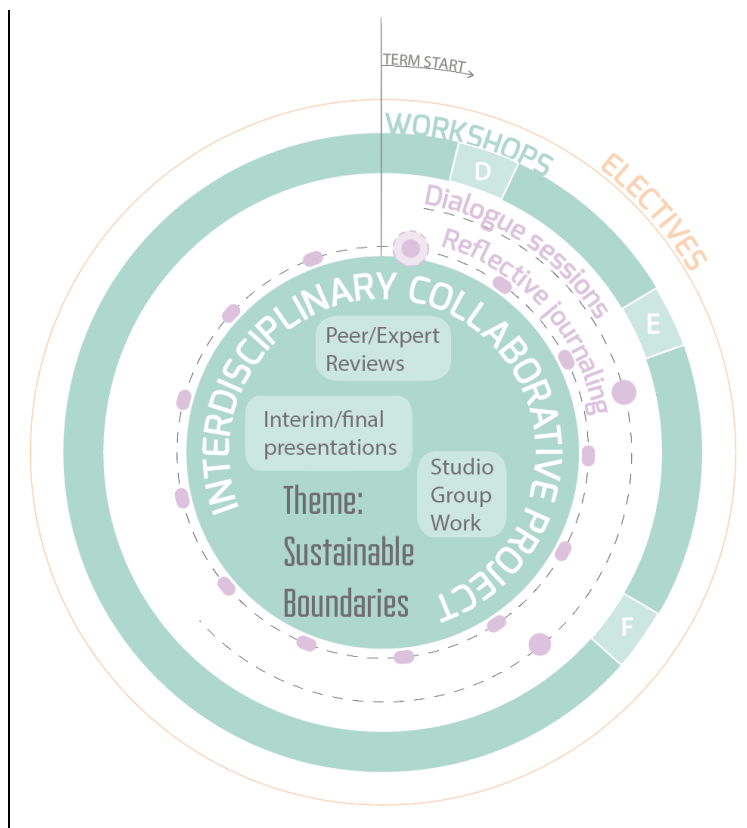 TERM START
WORKSHOPS
ELECTIVES
D
Dialogue sessions
Reflective journaling
E
F
INTERDISCIPLINARY COLLABORATIVE PROJECT
Peer/Expert
Reviews
Interim/final
presentations
Studio
Group
Work
Theme:
Sustainable
Boundaries